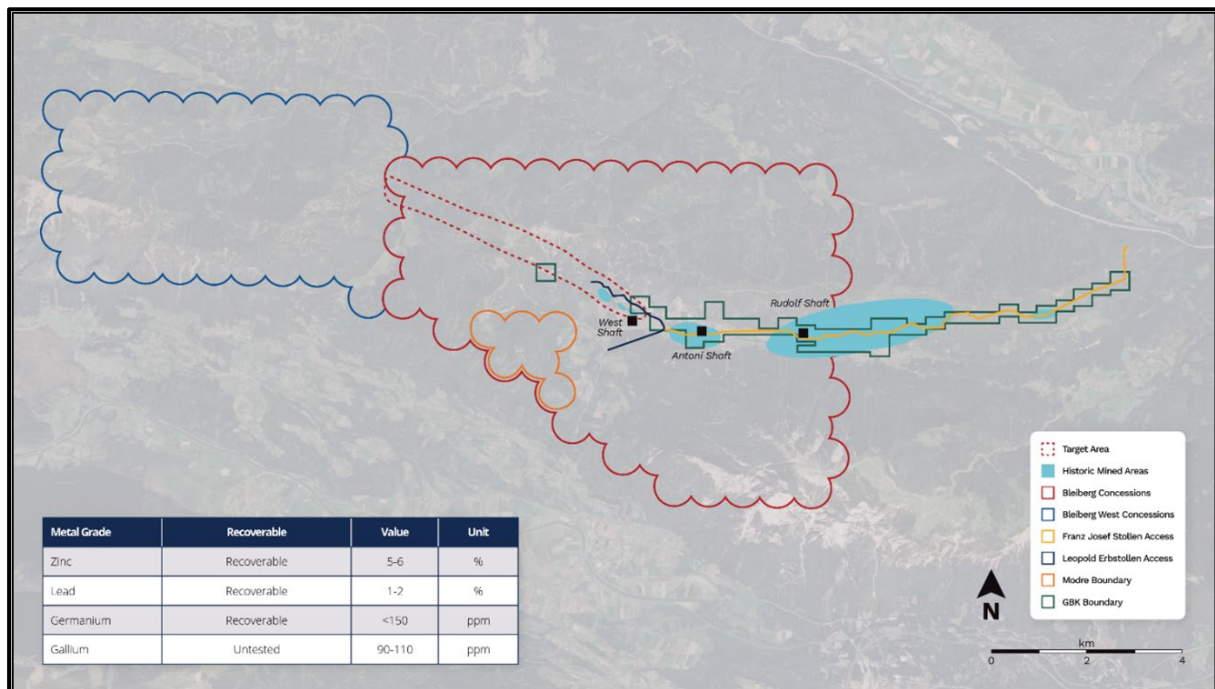 Rudolf Shaft
West
Shaft
Antoni Shaft
Target Area
Historic Mined Areas
Bleiberg Concessions
Bleiberg West Concessions
Franz Josef Stollen Access
Leopold Erbstollen Access
Modre Boundary
GBK Boundary
Metal Grade Recoverable Value Unit
Zinc Recoverable 5-6 %
Lead Recoverable 1-2 %
Germanium Recoverable <150 ppm
Gallium Untested 90-110 ppm
N
km
0 2 4